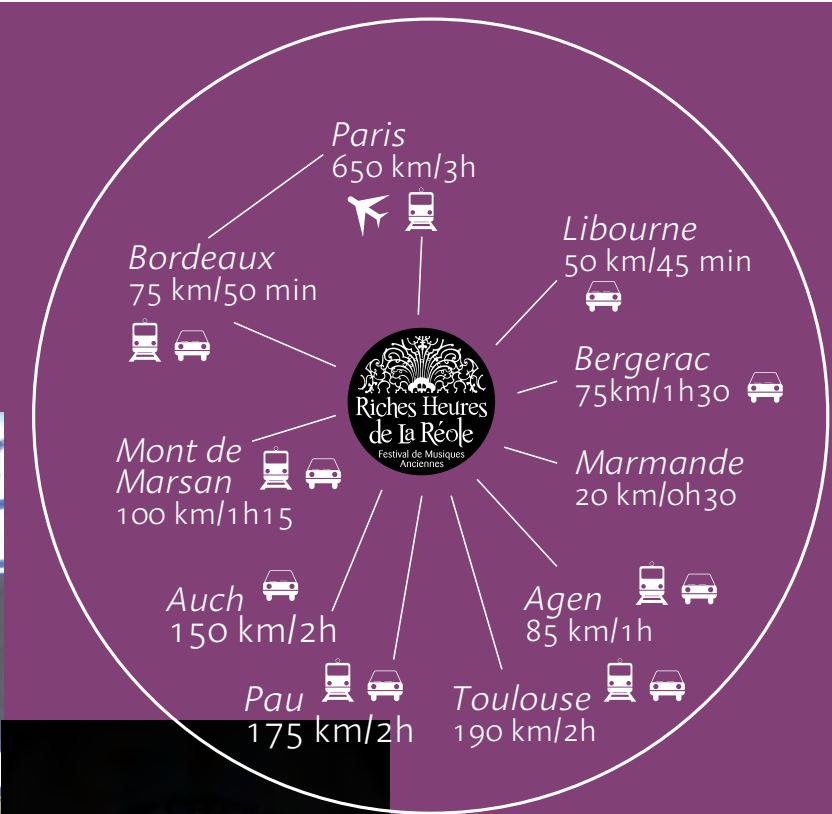 Paris
650 km/3h
Libourne
50 km/45 min
Bordeaux
75 km/50 min
Bergerac
75km/1h30
Riches Heures
de La Réole
Festival de Musiques
Anciennes
Mont de
Marsan
100 km/1h15
Marmande
20 km/0h30
Auch
150 km/2h
Agen
85 km/1h
Pau
175 km/2h
Toulouse
190 km/2h